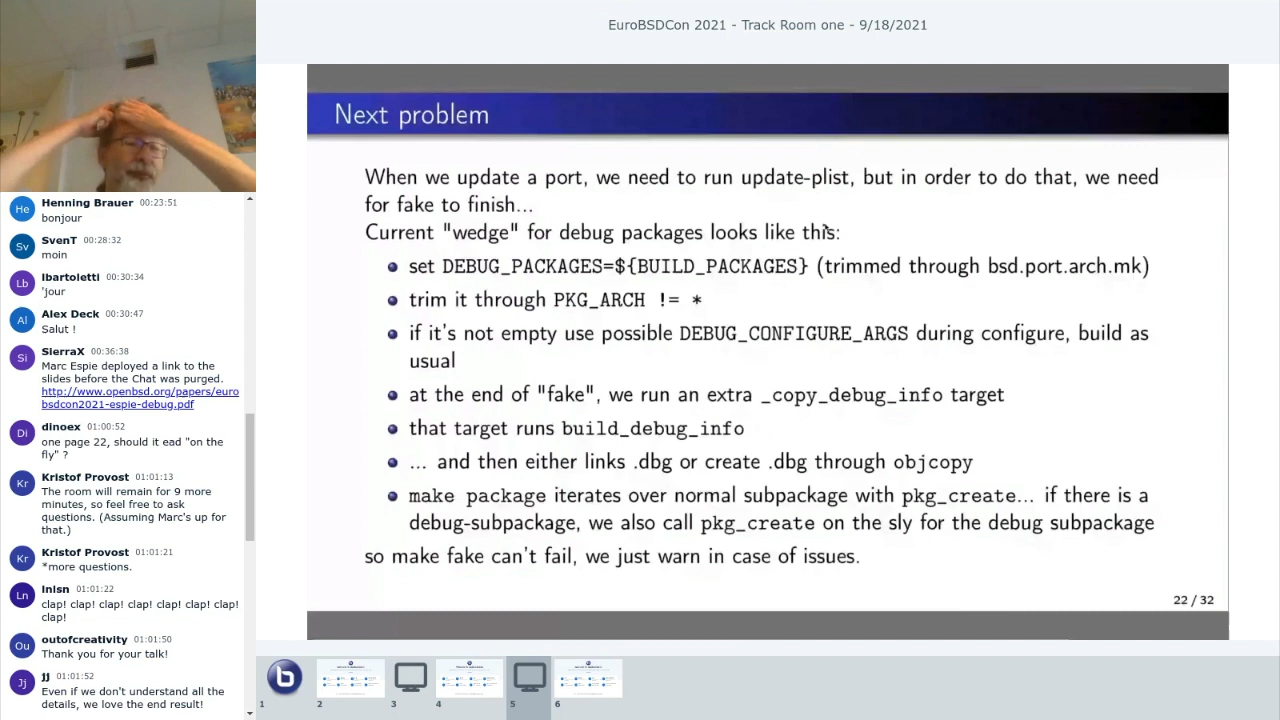 EuroBSDCon 2021 - Track Room one - 9/18/2021
Next problem
When we update a port, we need to run update-plist, but in order to do that, we need
for fake to finish...
Current "wedge" for debug packages looks like this:
set DEBUG_PACKAGES=${BUILD_PACKAGES} (trimmed through bsd.port.arch.mk)
trim it through PKG_ARCH != *
if it's not empty use possible DEBUG_CONFIGURE_ARGS during configure, build as
usual
at the end of "fake", we run an extra _copy_debug_info target
that target runs build_debug_info
... and then either links .dbg or create .dbg through objcopy
make package iterates over normal subpackage with pkg_create... if there is a
debug-subpackage, we also call pkg_create on the sly for the debug subpackage
so make fake can't fail, we just warn in case of issues.
22 / 32
He Henning Brauer 00:23:51
bonjour
Sv SvenT 00:28:32
moin
Lb lbartoletti 00:30:34
'jour
Al Alex Deck 00:30:47
Salut !
Si SierraX 00:36:38
Marc Espie deployed a link to the
slides before the Chat was purged.
http://www.openbsd.org/papers/euro
bsdcon2021-espie-debug.pdf
Di dinoex 01:00:52
one page 22, should it ead "on the
fly" ?
Kr Kristof Provost 01:01:13
The room will remain for 9 more
minutes, so feel free to ask
questions. (Assuming Marc's up for
that.)
Kr Kristof Provost 01:01:21
*more questions.
Ln lnlsn 01:01:22
clap! clap! clap! clap! clap! clap! clap!
clap!
Ou outofcreativity 01:01:50
Thank you for your talk!
Jj jj 01:01:52
Even if we don't understand all the
details, we love the end result!
b
1 2 3 4 5 6